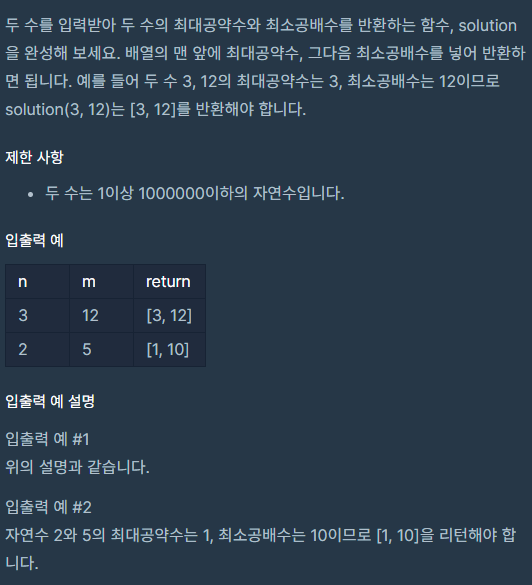 두 수를 입력받아 두 수의 최대공약수와 최소공배수를 반환하는 함수, solution
을 완성해 보세요. 배열의 맨 앞에 최대공약수, 그다음 최소공배수를 넣어 반환하
면 됩니다. 예를 들어 두 수 3, 12의 최대공약수는 3, 최소공배수는 12이므로
solution(3, 12)는 [3, 12]를 반환해야 합니다.
제한 사항
• 두 수는 1이상 1000000이하의 자연수입니다.
입출력 예
n m return
3 12 [3, 12]
2 5 [1, 10]
입출력 예 설명
입출력 예 #1
위의 설명과 같습니다.
입출력 예 #2
자연수 2와 5의 최대공약수는 1, 최소공배수는 10이므로 [1, 10]을 리턴해야 합
니다.